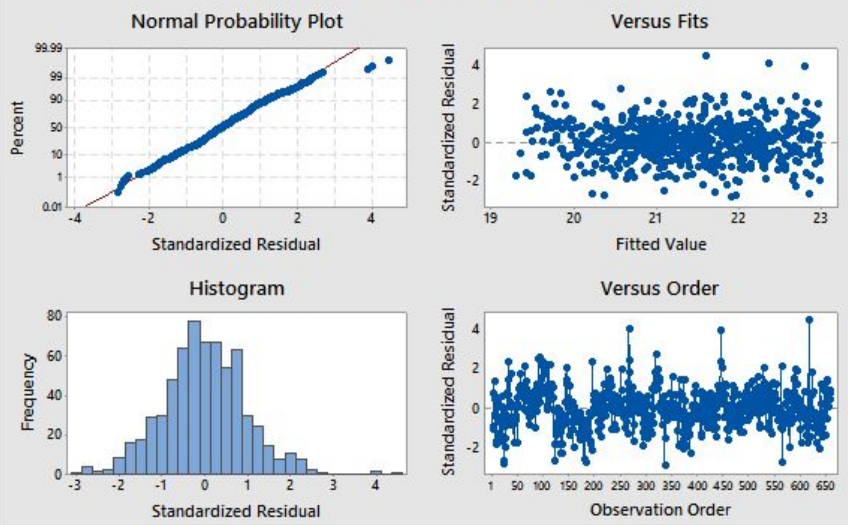 Normal Probability Plot
99.99
99
90
50
10
1
0.01
Percent
-4 -2 0 2 4
Standardized Residual
Versus Fits
4
2
0
-2
Standardized Residual
19 20 21 22 23
Fitted Value
Histogram
80
60
40
20
0
Frequency
-3 -2 -1 0 1 2 3 4
Standardized Residual
Versus Order
4
2
0
-2
Standardized Residual
1 50 100 150 200 250 300 350 400 450 500 550 600 650
Observation Order